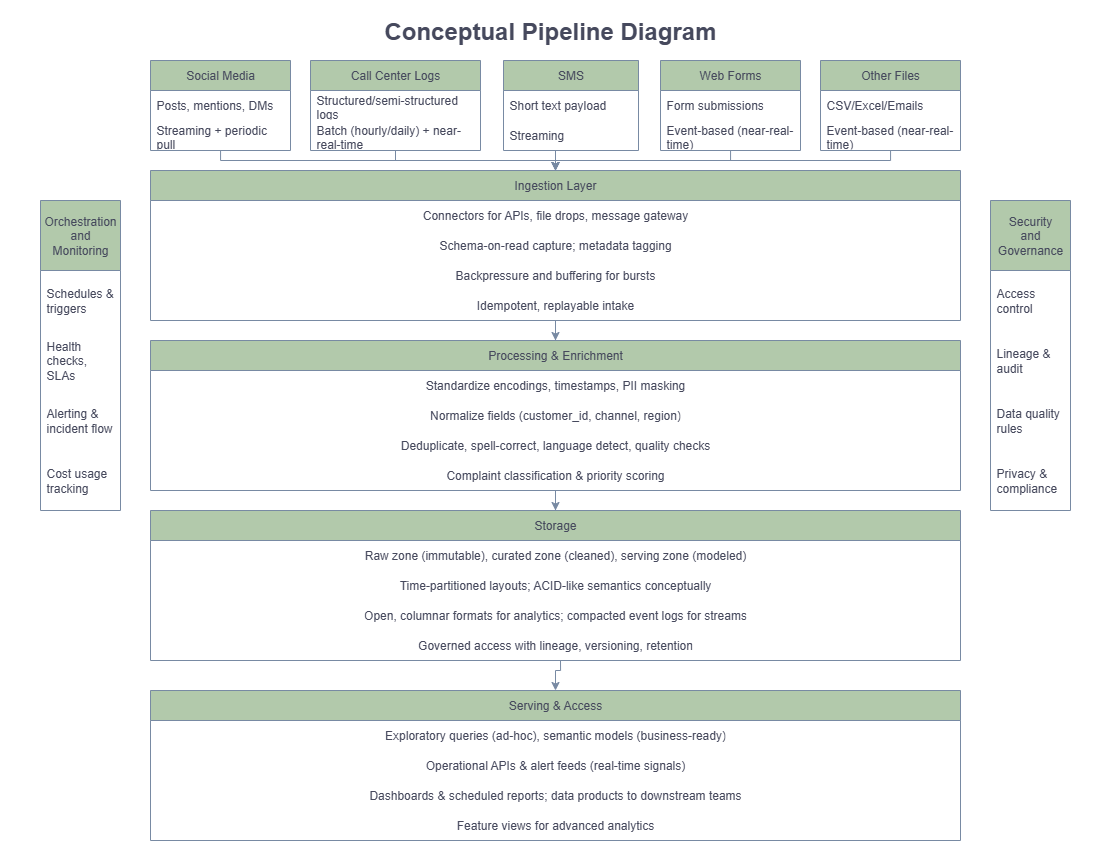 Conceptual Pipeline Diagram
Social Media
Posts, mentions, DMs
Streaming + periodic
pull
Call Center Logs
Structured/semi-structured
logs
Batch (hourly/daily) + near-
real-time
SMS
Short text payload
Streaming
Web Forms
Form submissions
Event-based (near-real-
time)
Other Files
CSV/Excel/Emails
Event-based (near-real-
time)
Orchestration
and
Monitoring
Schedules &
triggers
Health
checks,
SLAs
Alerting &
incident flow
Cost usage
tracking
Ingestion Layer
Connectors for APIs, file drops, message gateway
Schema-on-read capture; metadata tagging
Backpressure and buffering for bursts
Idempotent, replayable intake
Processing & Enrichment
Standardize encodings, timestamps, PII masking
Normalize fields (customer_id, channel, region)
Deduplicate, spell-correct, language detect, quality checks
Complaint classification & priority scoring
Storage
Raw zone (immutable), curated zone (cleaned), serving zone (modeled)
Time-partitioned layouts; ACID-like semantics conceptually
Open, columnar formats for analytics; compacted event logs for streams
Governed access with lineage, versioning, retention
Serving & Access
Exploratory queries (ad-hoc), semantic models (business-ready)
Operational APIs & alert feeds (real-time signals)
Dashboards & scheduled reports; data products to downstream teams
Feature views for advanced analytics
Security
and
Governance
Access
control
Lineage &
audit
Data quality
rules
Privacy &
compliance